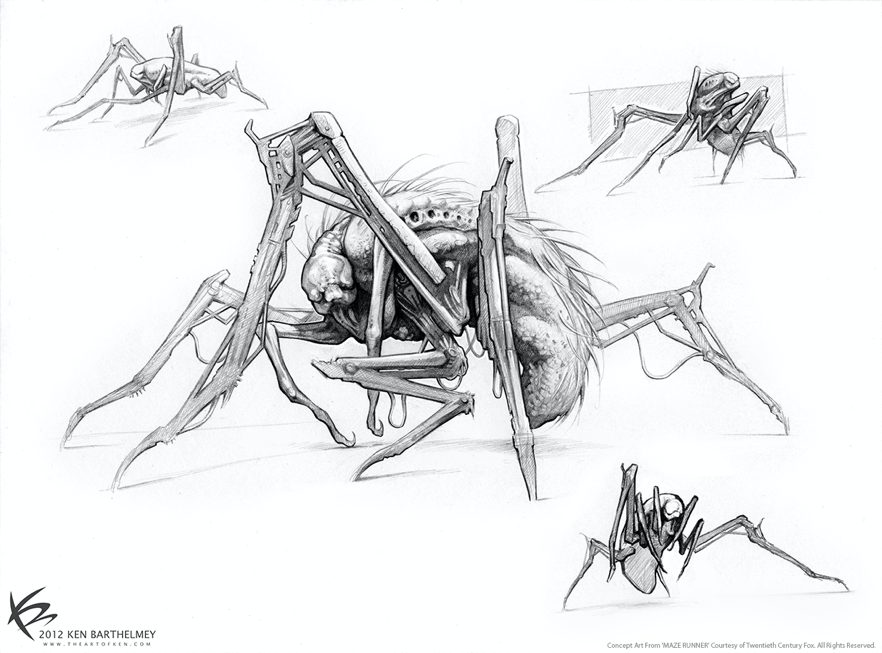 2012 KEN BARTHELMEY
WWW.THEARTOFKEN.COM
Concept Art From 'MAZE RUNNER' Courtesy of Twentieth Century Fox. All Rights Reserved.